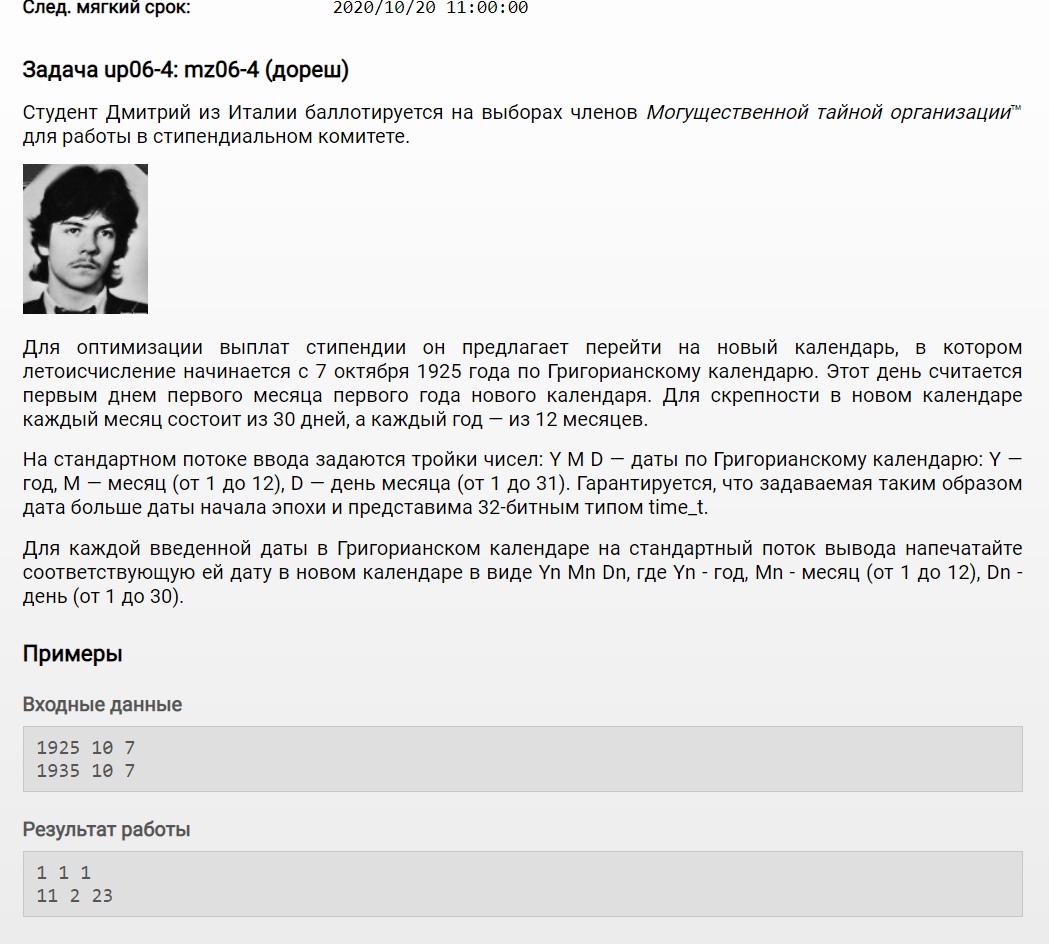 След. мягкий срок: 2020/10/20 11:00:00
Задача up06-4: mz06-4 (дореш)
Студент Дмитрий из Италии баллотируется на выборах членов Могущественной тайной организации™
для работы в стипендиальном комитете.
Для оптимизации выплат стипендии он предлагает перейти на новый календарь, в котором
летоисчисление начинается с 7 октября 1925 года по Григорианскому календарю. Этот день считается
первым днем первого месяца первого года нового календаря. Для скрепности в новом календаре
каждый месяц состоит из 30 дней, а каждый год — из 12 месяцев.
На стандартном потоке ввода задаются тройки чисел: Y M D — даты по Григорианскому календарю: Y —
год, M — месяц (от 1 до 12), D — день месяца (от 1 до 31). Гарантируется, что задаваемая таким образом
дата больше даты начала эпохи и представима 32-битным типом time_t.
Для каждой введенной даты в Григорианском календаре на стандартный поток вывода напечатайте
соответствующую ей дату в новом календаре в виде Yn Mn Dn, где Yn - год, Mn - месяц (от 1 до 12), Dn -
день (от 1 до 30).
Примеры
Входные данные
1925 10 7
1935 10 7
Результат работы
1 1 1
11 2 23